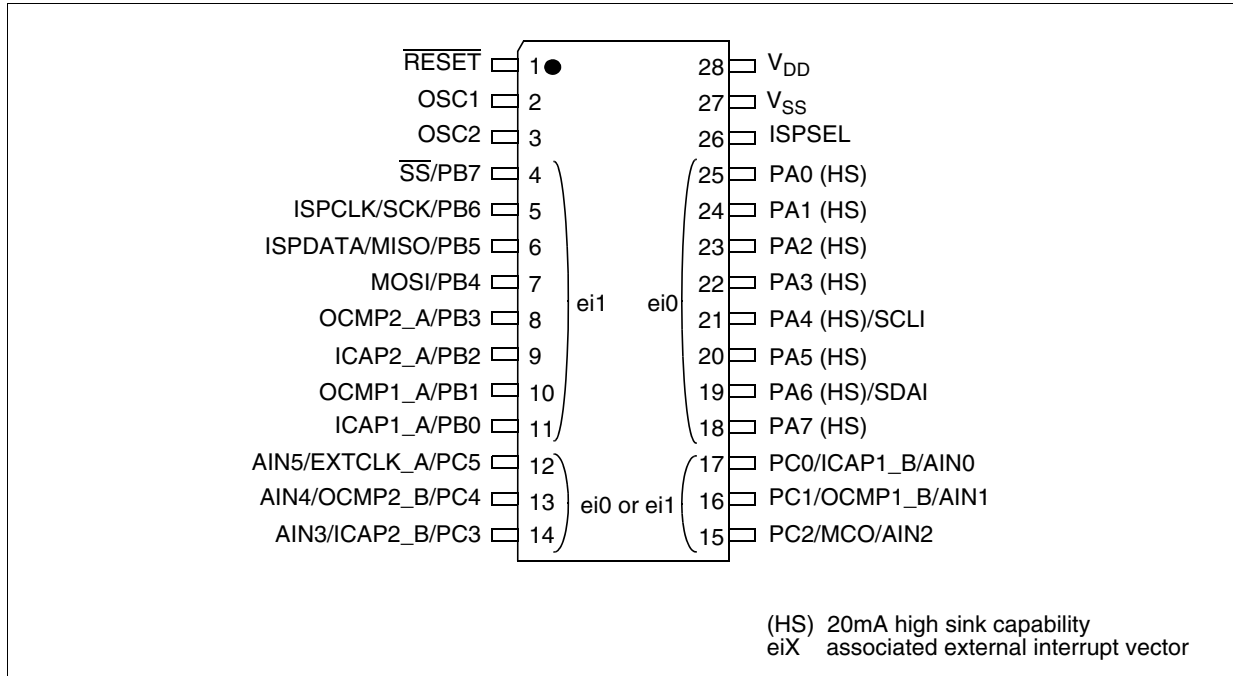 RESET 1 28 VDD
OSC1 2 27 VSS
OSC2 3 26 ISPSEL
SS/PB7 4 25 PA0 (HS)
ISPCLK/SCK/PB6 5 24 PA1 (HS)
ISPDATA/MISO/PB5 6 23 PA2 (HS)
MOSI/PB4 7 22 PA3 (HS)
ei1 ei0
OCMP2_A/PB3 8 21 PA4 (HS)/SCLI
ICAP2_A/PB2 9 20 PA5 (HS)
OCMP1_A/PB1 10 19 PA6 (HS)/SDAI
ICAP1_A/PB0 11 18 PA7 (HS)
AIN5/EXTCLK_A/PC5 12 17 PC0/ICAP1_B/AIN0
AIN4/OCMP2_B/PC4 13 ei0 or ei1 16 PC1/OCMP1_B/AIN1
AIN3/ICAP2_B/PC3 14 15 PC2/MCO/AIN2
(HS) 20mA high sink capability
eiX associated external interrupt vector